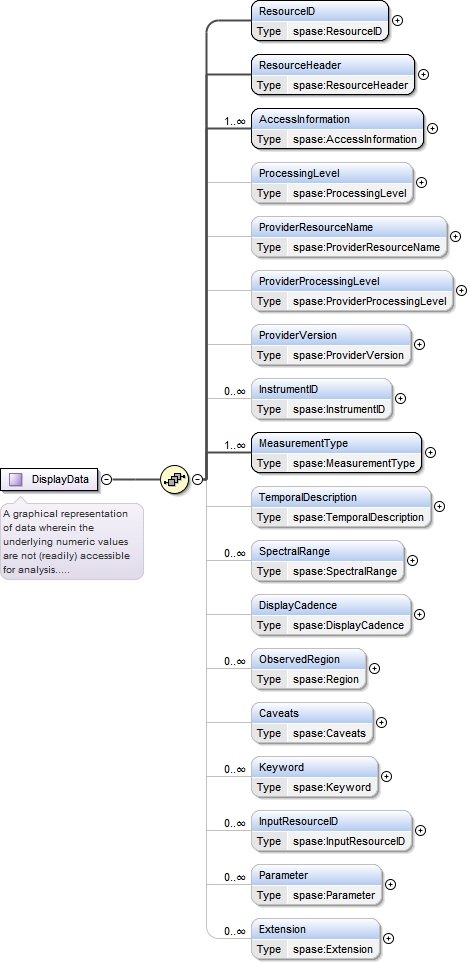 ResourceID
Type spase:ResourceID
ResourceHeader
Type spase:ResourceHeader
1..∞
AccessInformation
Type spase:AccessInformation
ProcessingLevel
Type spase:ProcessingLevel
ProviderResourceName
Type spase:ProviderResourceName
ProviderProcessingLevel
Type spase:ProviderProcessingLevel
ProviderVersion
Type spase:ProviderVersion
0..∞
InstrumentID
Type spase:InstrumentID
1..∞
MeasurementType
Type spase:MeasurementType
DisplayData
A graphical representation
of data wherein the
underlying numeric values
are not (readily) accessible
for analysis.....
TemporalDescription
Type spase:TemporalDescription
0..∞
SpectralRange
Type spase:SpectralRange
DisplayCadence
Type spase:DisplayCadence
0..∞
ObservedRegion
Type spase:Region
Caveats
Type spase:Caveats
0..∞
Keyword
Type spase:Keyword
0..∞
InputResourceID
Type spase:InputResourceID
0..∞
Parameter
Type spase:Parameter
0..∞
Extension
Type spase:Extension